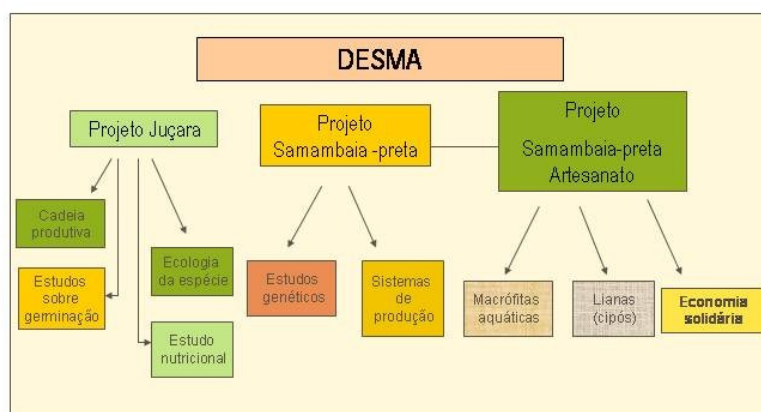 DESMA
Projeto Juçara
Projeto
Samambaia -preta
Projeto
Samambaia-preta
Artesanato
Cadeia
produtiva
Estudos
sobre
germinação
Ecologia
da espécie
Estudo
nutricional
Estudos
genéticos
Sistemas
de
produção
Macrófitas
aquáticas
Lianas
(cipós)
Economia
solidária